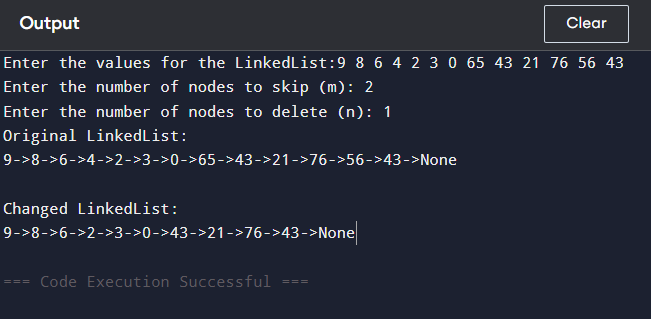 Output
Clear
Enter the values for the LinkedList:9 8 6 4 2 3 0 65 43 21 76 56 43
Enter the number of nodes to skip (m): 2
Enter the number of nodes to delete (n): 1
Original LinkedList:
9->8->6->4->2->3->0->65->43->21->76->56->43->None
Changed LinkedList:
9->8->6->2->3->0->43->21->76->43->None
=== Code Execution Successful ===